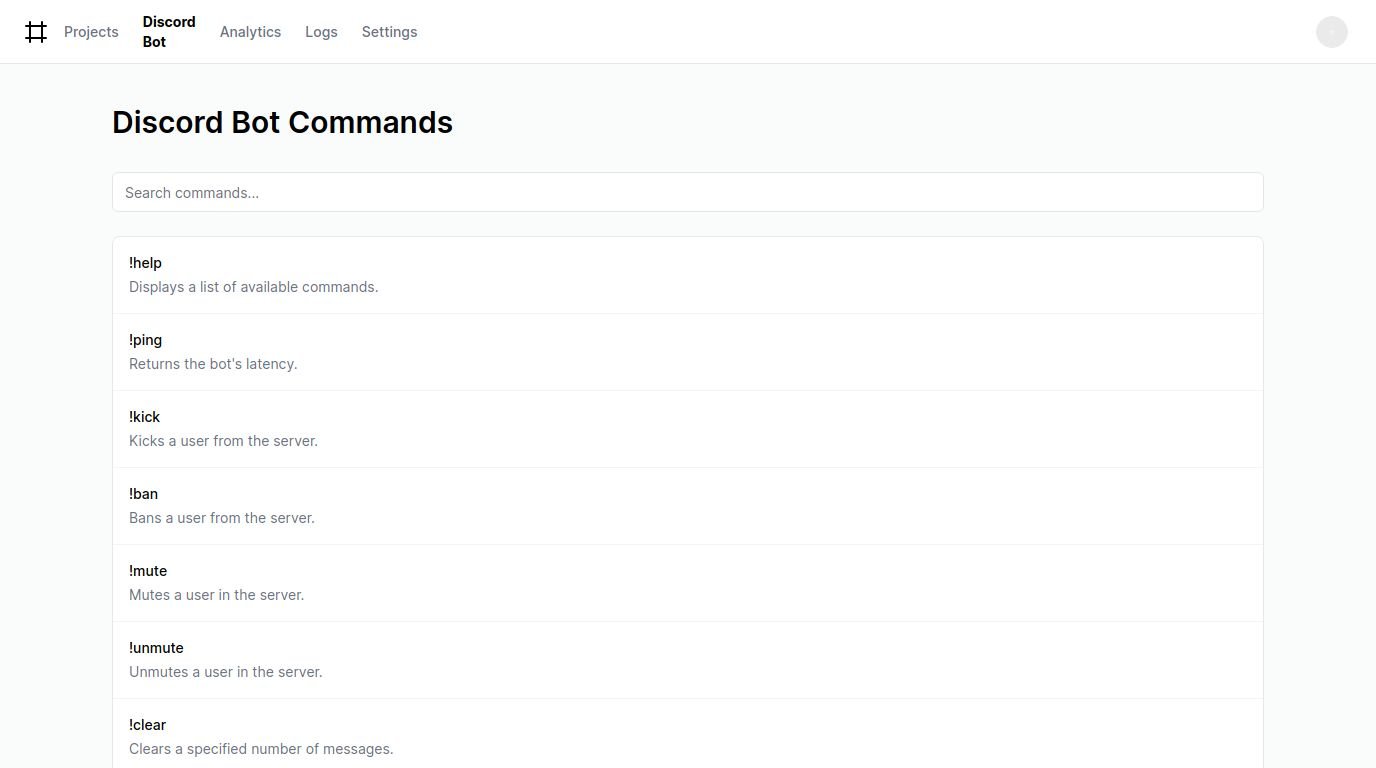 Projects
Discord
Bot
Analytics
Logs
Settings
Discord Bot Commands
Search commands...
!help
Displays a list of available commands.
!ping
Returns the bot's latency.
!kick
Kicks a user from the server.
!ban
Bans a user from the server.
!mute
Mutes a user in the server.
!unmute
Unmutes a user in the server.
!clear
Clears a specified number of messages.